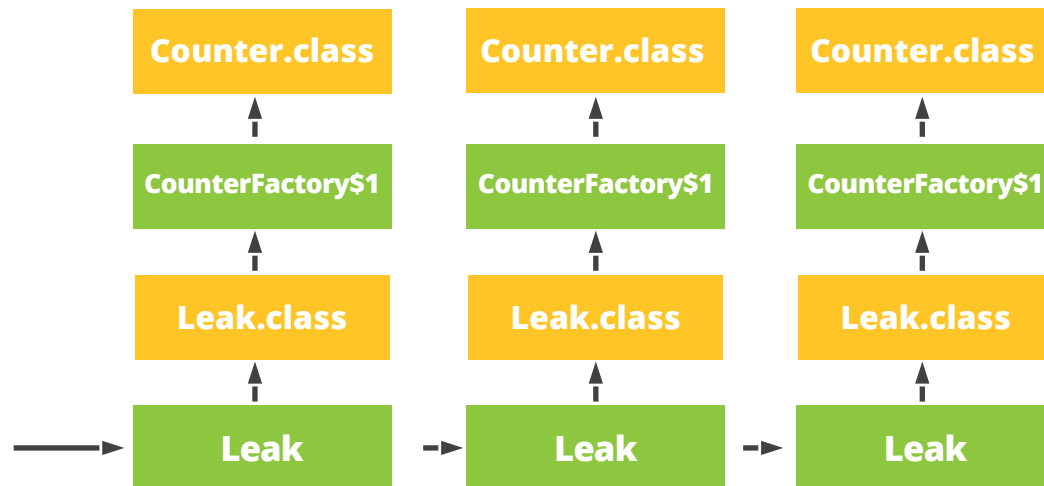 Counter.class Counter.class Counter.class
CounterFactory$1 CounterFactory$1 CounterFactory$1
Leak.class Leak.class Leak.class
Leak Leak Leak